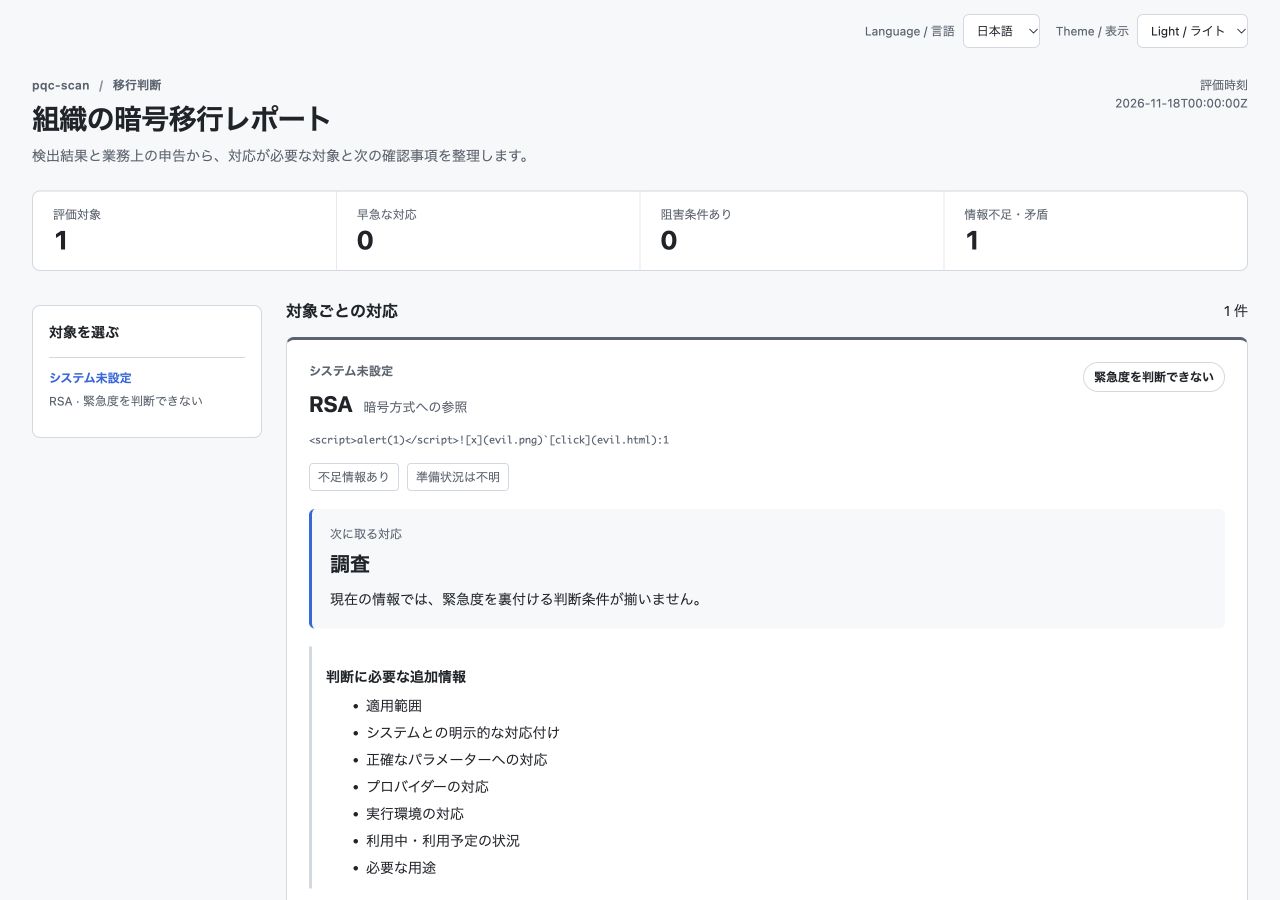 Language / 言語 日本語 Theme / 表示 Light / ライト
pqc-scan / 移行判断
組織の暗号移行レポート
検出結果と業務上の申告から、対応が必要な対象と次の確認事項を整理します。
評価時刻
2026-11-18T00:00:00Z
評価対象
1
早急な対応
0
阻害条件あり
0
情報不足・矛盾
1
対象を選ぶ
システム未設定
RSA · 緊急度を判断できない
対象ごとの対応
1 件
システム未設定
緊急度を判断できない
RSA 暗号方式への参照
<script>alert(1)</script>![x](evil.png)`[click](evil.html):1
不足情報あり 準備状況は不明
次に取る対応
調査
現在の情報では、緊急度を裏付ける判断条件が揃いません。
判断に必要な追加情報
• 適用範囲
• システムとの明示的な対応付け
• 正確なパラメーターへの対応
• プロバイダーの対応
• 実行環境の対応
• 利用中・利用予定の状況
• 必要な用途